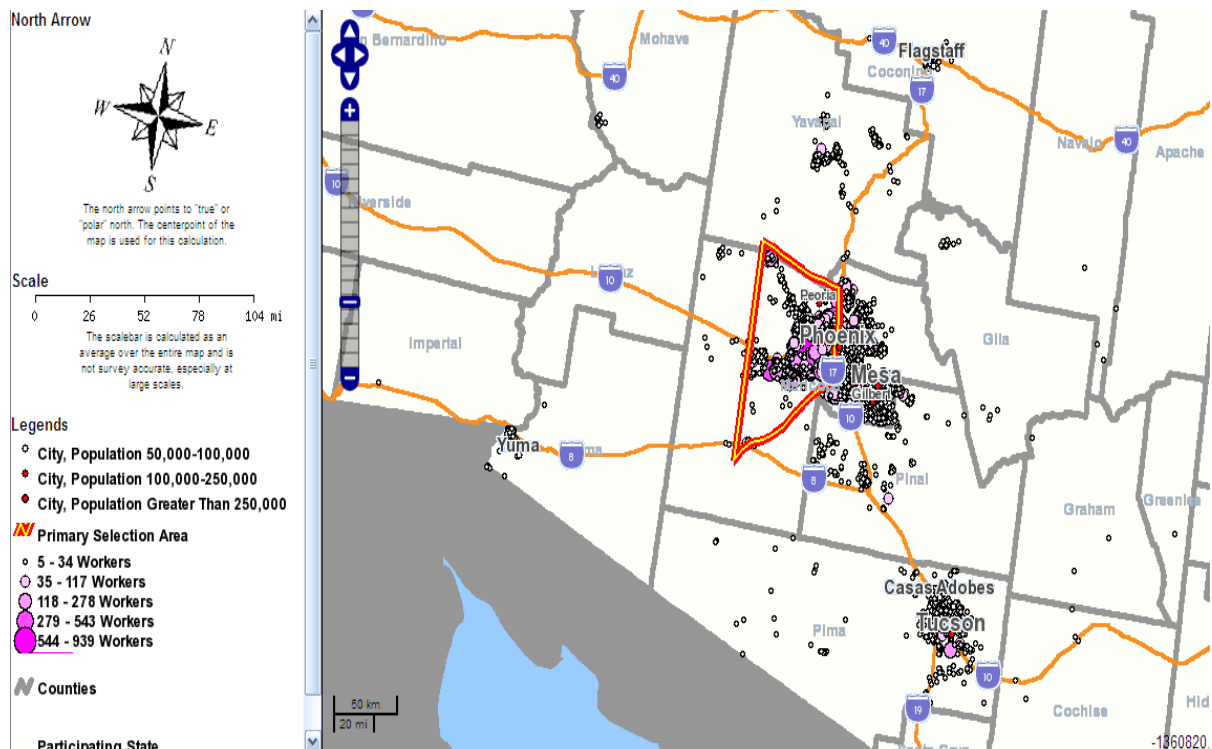 North Arrow
N
W
E
S
The north arrow points to "true" or
"polar" north. The centerpoint of the
map is used for this calculation.
Scale
0 26 52 78 104 mi
The scalebar is calculated as an
average over the entire map and is
not survey accurate, especially at
large scales.
Legends
City, Population 50,000-100,000
City, Population 100,000-250,000
City, Population Greater Than 250,000
Primary Selection Area
5 - 34 Workers
35 - 117 Workers
118 - 278 Workers
279 - 543 Workers
544 - 939 Workers
Counties
Participating State
Bernardino
Mohave
40
Flagstaff
40
Coconino
17
Yavapai
Navajo
40
Apache
10
Riverside
10
Peoria
Imperial
Phoenix
Gila
17
Mesa
Gilbert
10
Yuma
8
8
Pinal
Graham
Greenlee
Casas Adobes
Tucson
Pima
10
19
Cochise
50 km
20 mi
-1360820.